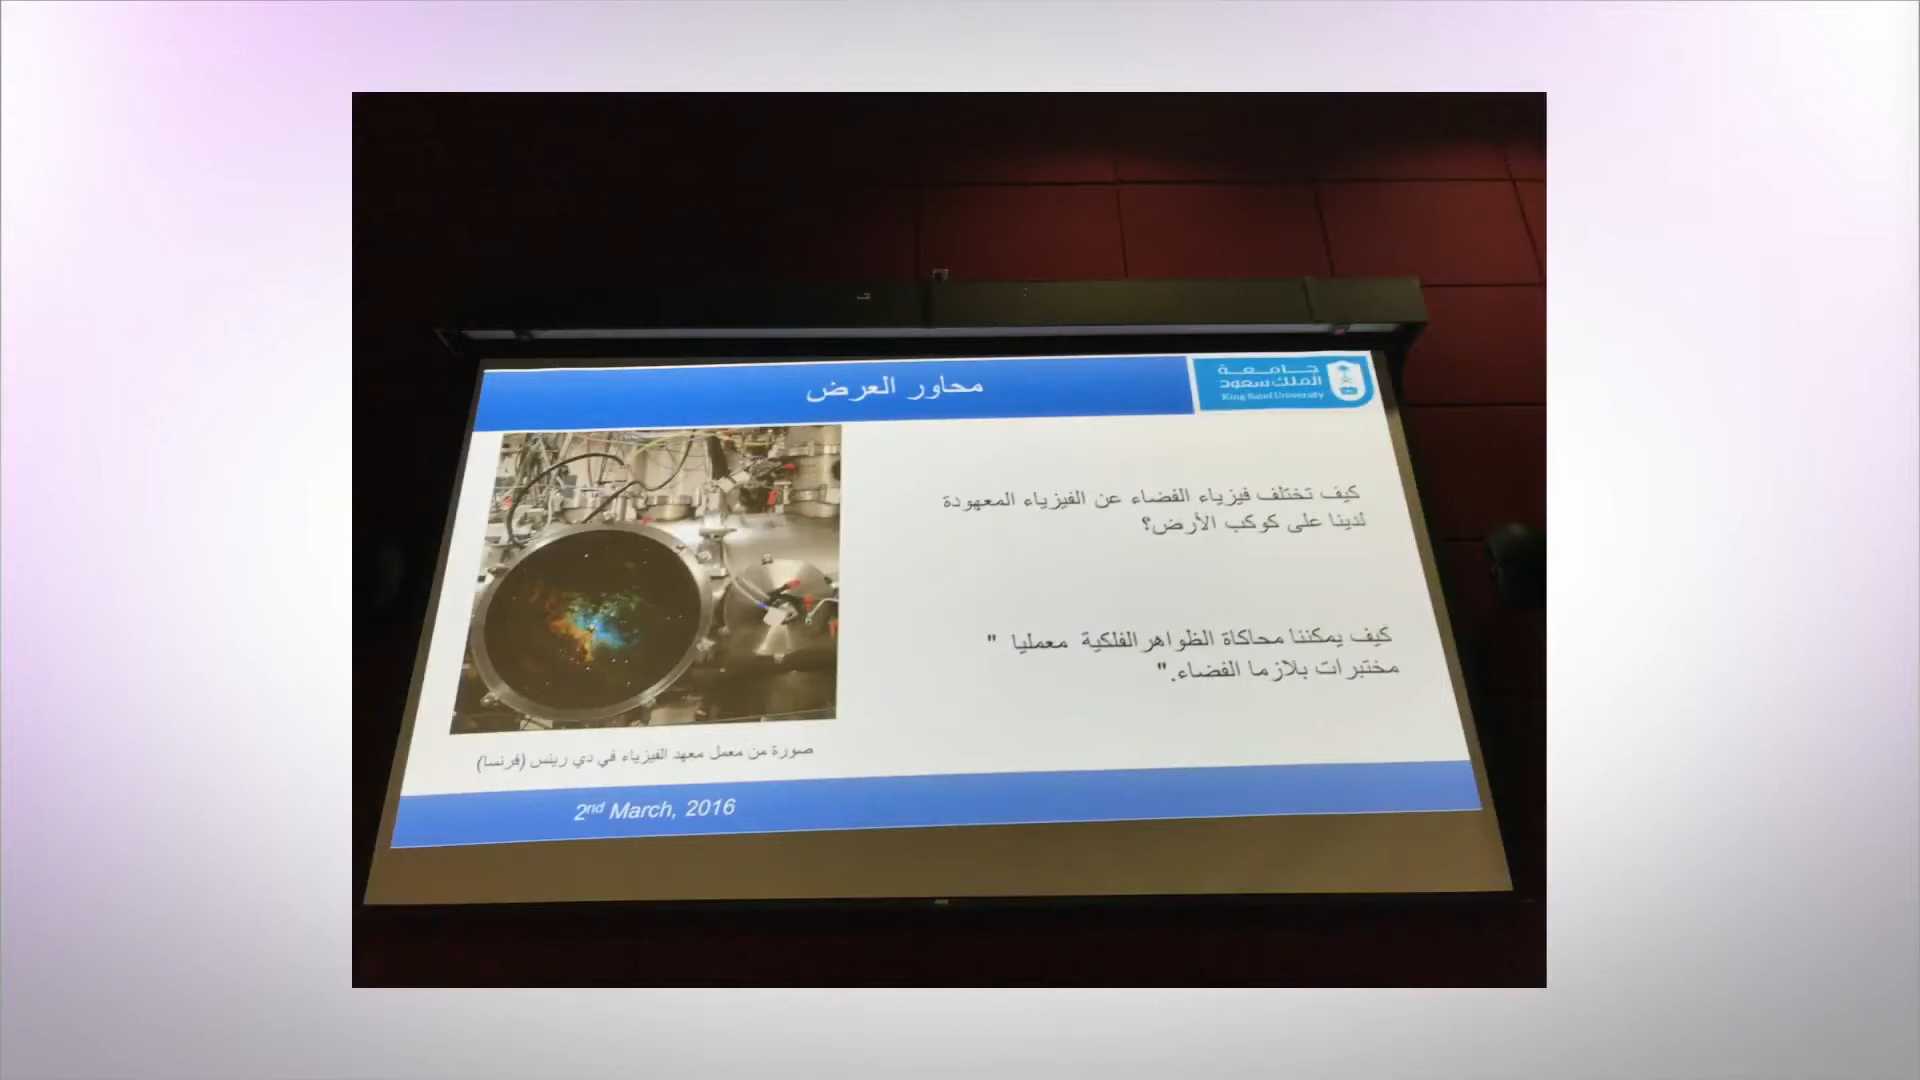 محاور العرض
جامعة
الملك سعود
King Saud University
كيف تختلف فيزياء الفضاء عن الفيزياء المعهودة
لدينا على كوكب الأرض؟
كيف يمكننا محاكاة الظواهر الفلكية معمليا "
مختبرات بلازما الفضاء."
صورة من معمل معهد الفيزياء في دي رينس (فرنسا)
2nd March, 2016